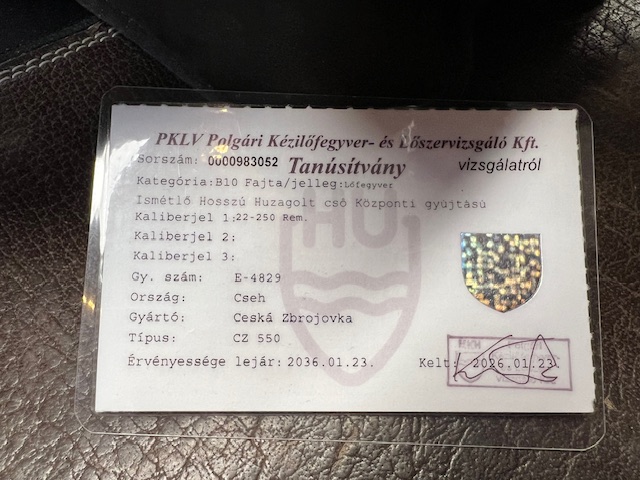 PKLV Polgári Kézilőfegyver- és Lőszervizsgáló Kft.
Sorszám: 0000983052 Tanúsítvány vizsgálatról
Kategória:B10 Fajta/jelleg:Lőfegyver
Ismétlő Hosszú Huzagolt cső Központi gyújtású
Kaliberjel 1:22-250 Rem.
Kaliberjel 2:
Kaliberjel 3:
HU
Gy. szám: E-4829
Ország: Cseh
Gyártó: Ceská Zbrojovka
Típus: CZ 550
Érvényessége lejár: 2036.01.23. Kelt: 2026.01.23